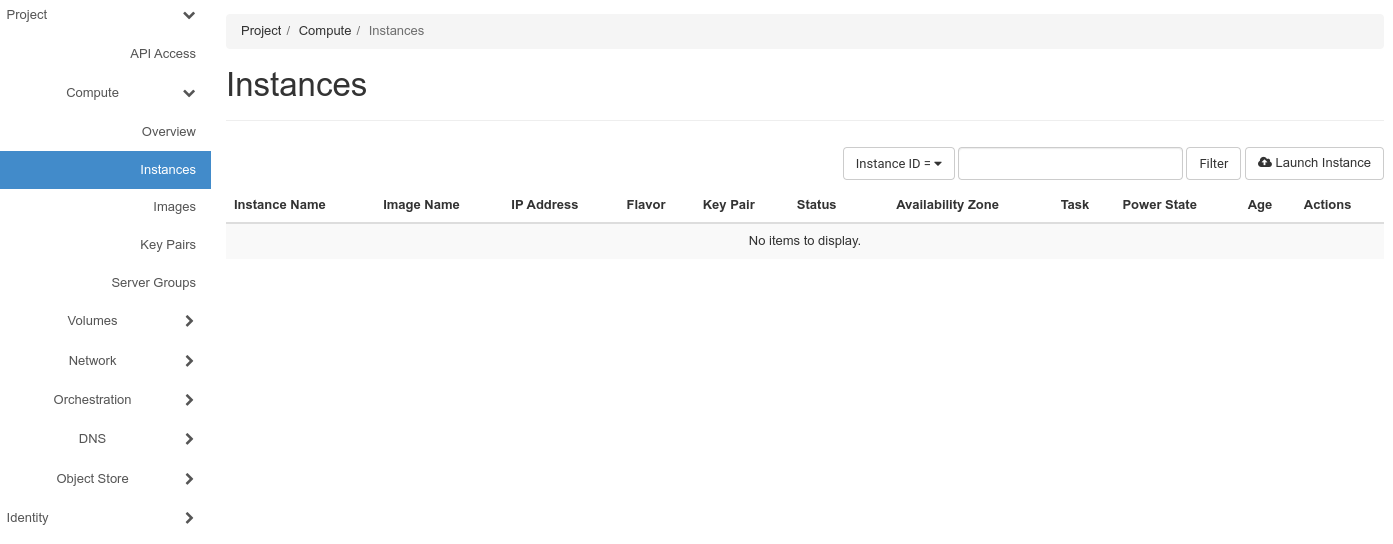 Project
API Access
Compute
Overview
Instances
Images
Key Pairs
Server Groups
Volumes
Network
Orchestration
DNS
Object Store
Identity
Project / Compute / Instances
Instances
Instance ID = Filter Launch Instance
Instance Name Image Name IP Address Flavor Key Pair Status Availability Zone Task Power State Age Actions
No items to display.